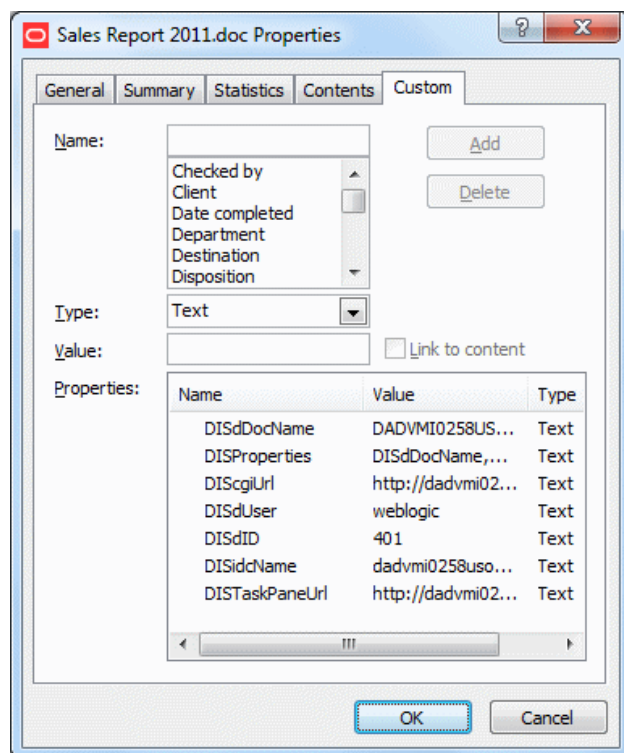 Sales Report 2011.doc Properties
General Summary Statistics Contents Custom
Name:
Add
Checked by
Client
Date completed
Department
Destination
Disposition
Delete
Type: Text
Value: Link to content
Properties:
Name Value Type
DISdDocName DADVMI0258US... Text
DISProperties DISdDocName,... Text
DIScgiUrl http://dadvmi02... Text
DISdUser weblogic Text
DISdID 401 Text
DISidcName dadvmi0258uso... Text
DISTaskPaneUrl http://dadvmi02... Text
OK Cancel